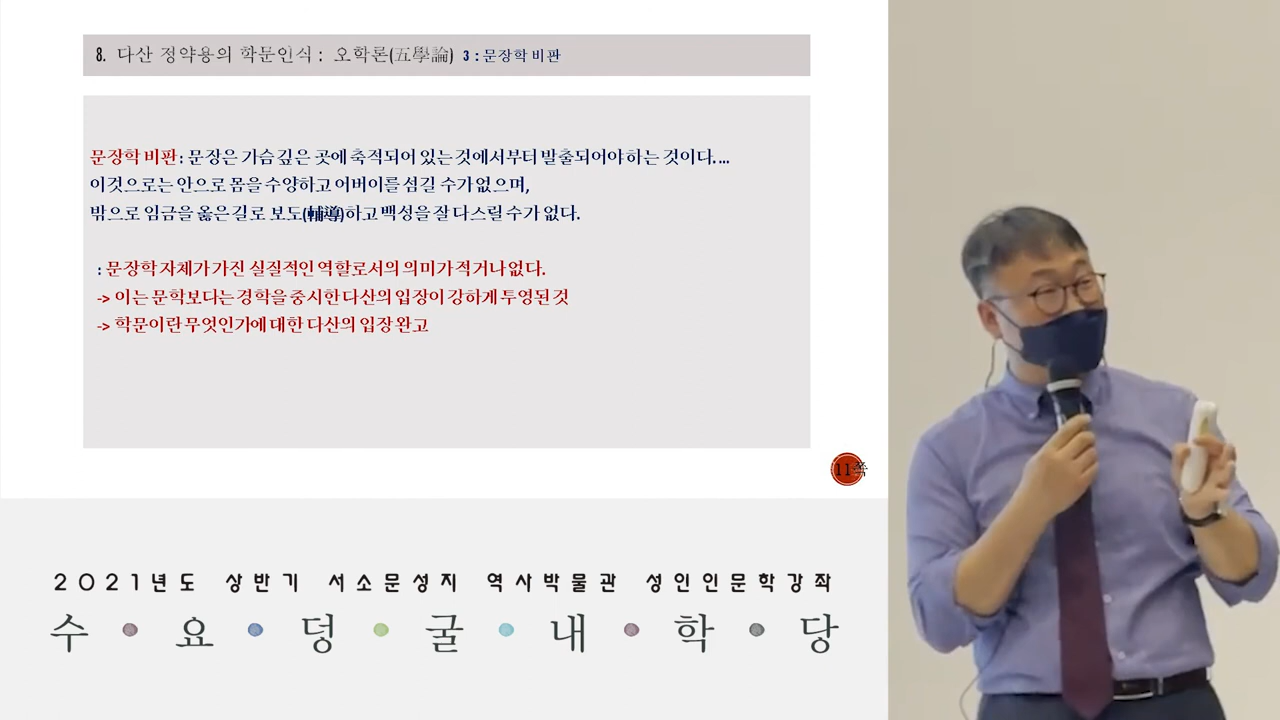 8. 다산 정약용의 학문인식 : 오학론(五學論) 3 : 문장학 비판
문장학 비판 : 문장은 가슴 깊은 곳에 축적되어 있는 것에서부터 발출되어야 하는 것이다. ...
이것으로는 안으로 몸을 수양하고 어버이를 섬길 수가 없으며,
밖으로 임금을 옳은 길로 보도(輔導)하고 백성을 잘 다스릴 수가 없다.
: 문장학 자체가 가진 실질적인 역할로서의 의미가 적거나 없다.
-> 이는 문학보다는 경학을 중시한 다산의 입장이 강하게 투영된 것
-> 학문이란 무엇인가에 대한 다산의 입장 완고
11쪽
2021년도 상반기 서소문성지 역사박물관 성인인문학강좌
수·요·덩·굴·내·학·당